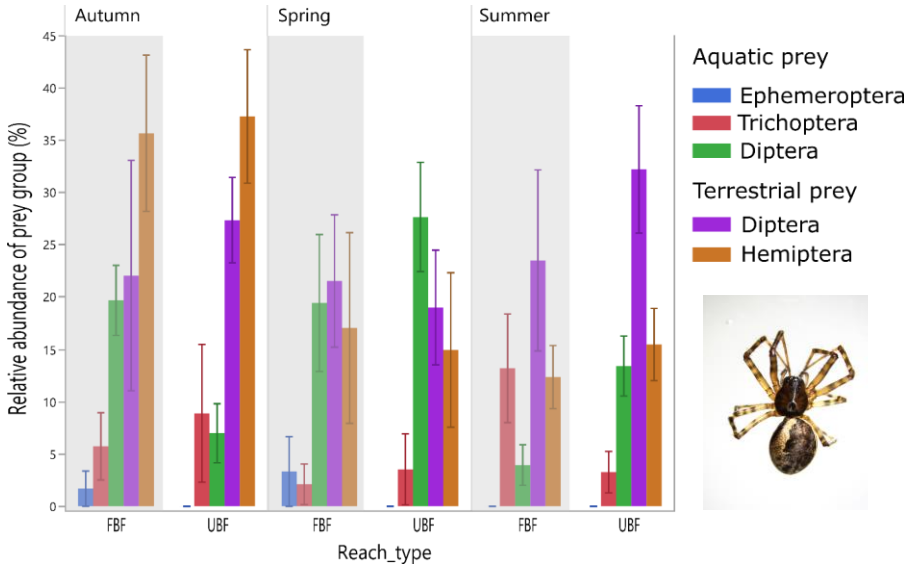 Autumn
Spring
Summer
Relative abundance of prey group (%)
45
40
35
30
25
20
15
10
5
0
FBF
UBF
FBF
UBF
FBF
UBF
Reach_type
Aquatic prey
Ephemeroptera
Trichoptera
Diptera
Terrestrial prey
Diptera
Hemiptera